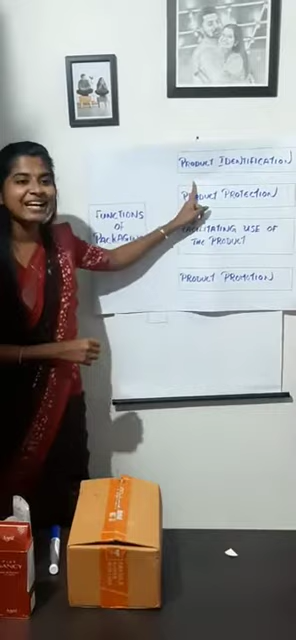 PRODUCT IDENTIFICATION
PRODUCT PROTECTION
FUNCTIONS
OF
PACKAGING
FACILITATING USE OF
THE PRODUCT
PRODUCT PROMOTION